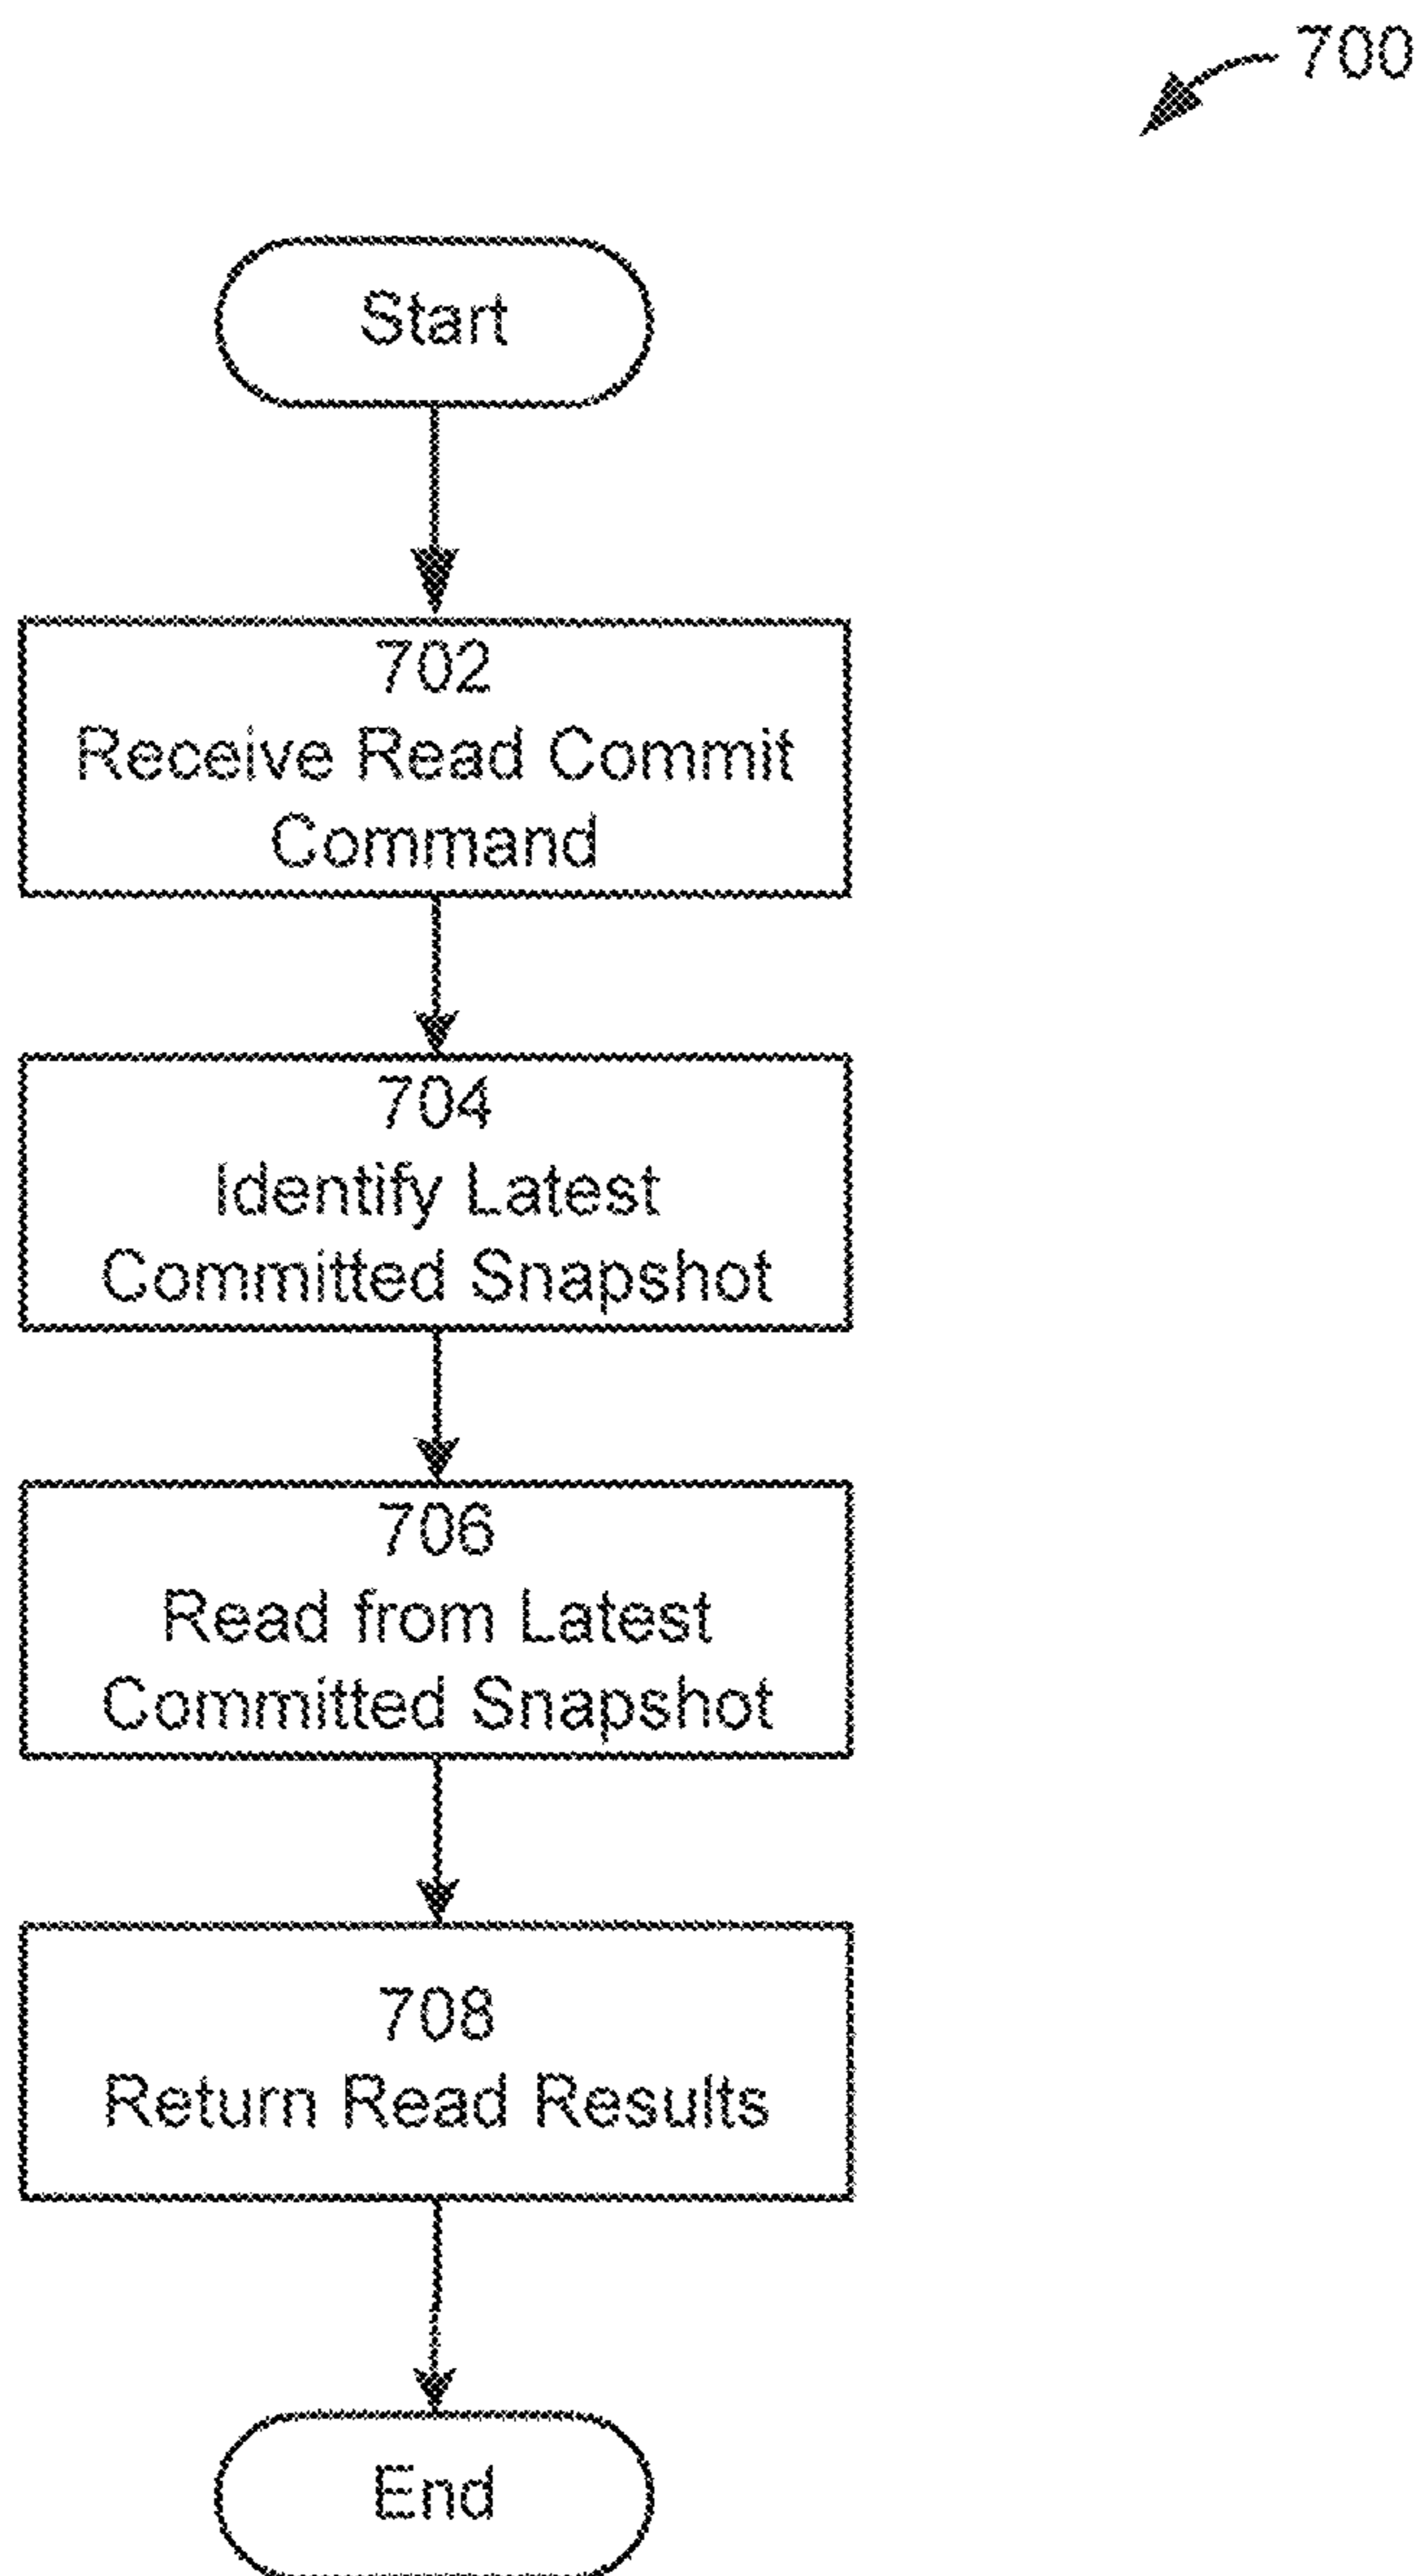 700
Start
702
Receive Read Commit
Command
704
Identify Latest
Committed Snapshot
706
Read from Latest
Committed Snapshot
708
Return Read Results
End